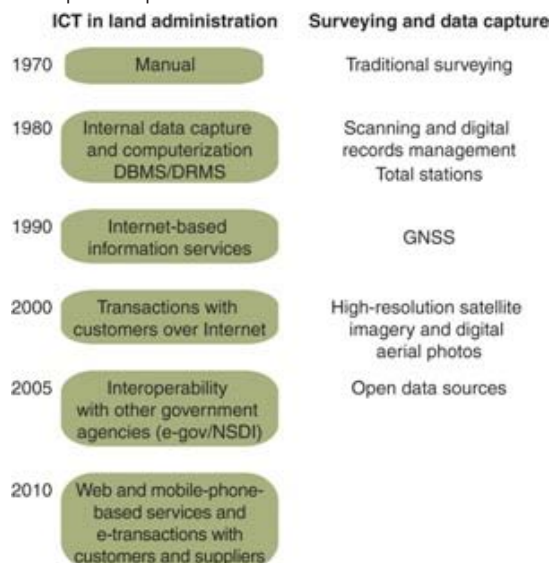 ICT in land administration Surveying and data capture
1970 Manual Traditional surveying
1980 Internal data capture
and computerization
DBMS/DRMS
Scanning and digital
records management
Total stations
1990 Internet-based
information services
GNSS
2000 Transactions with
customers over Internet
High-resolution satellite
imagery and digital
aerial photos
2005 Interoperability
with other government
agencies (e-gov/NSDI)
Open data sources
2010 Web and mobile-phone-
based services and
e-transactions with
customers and suppliers